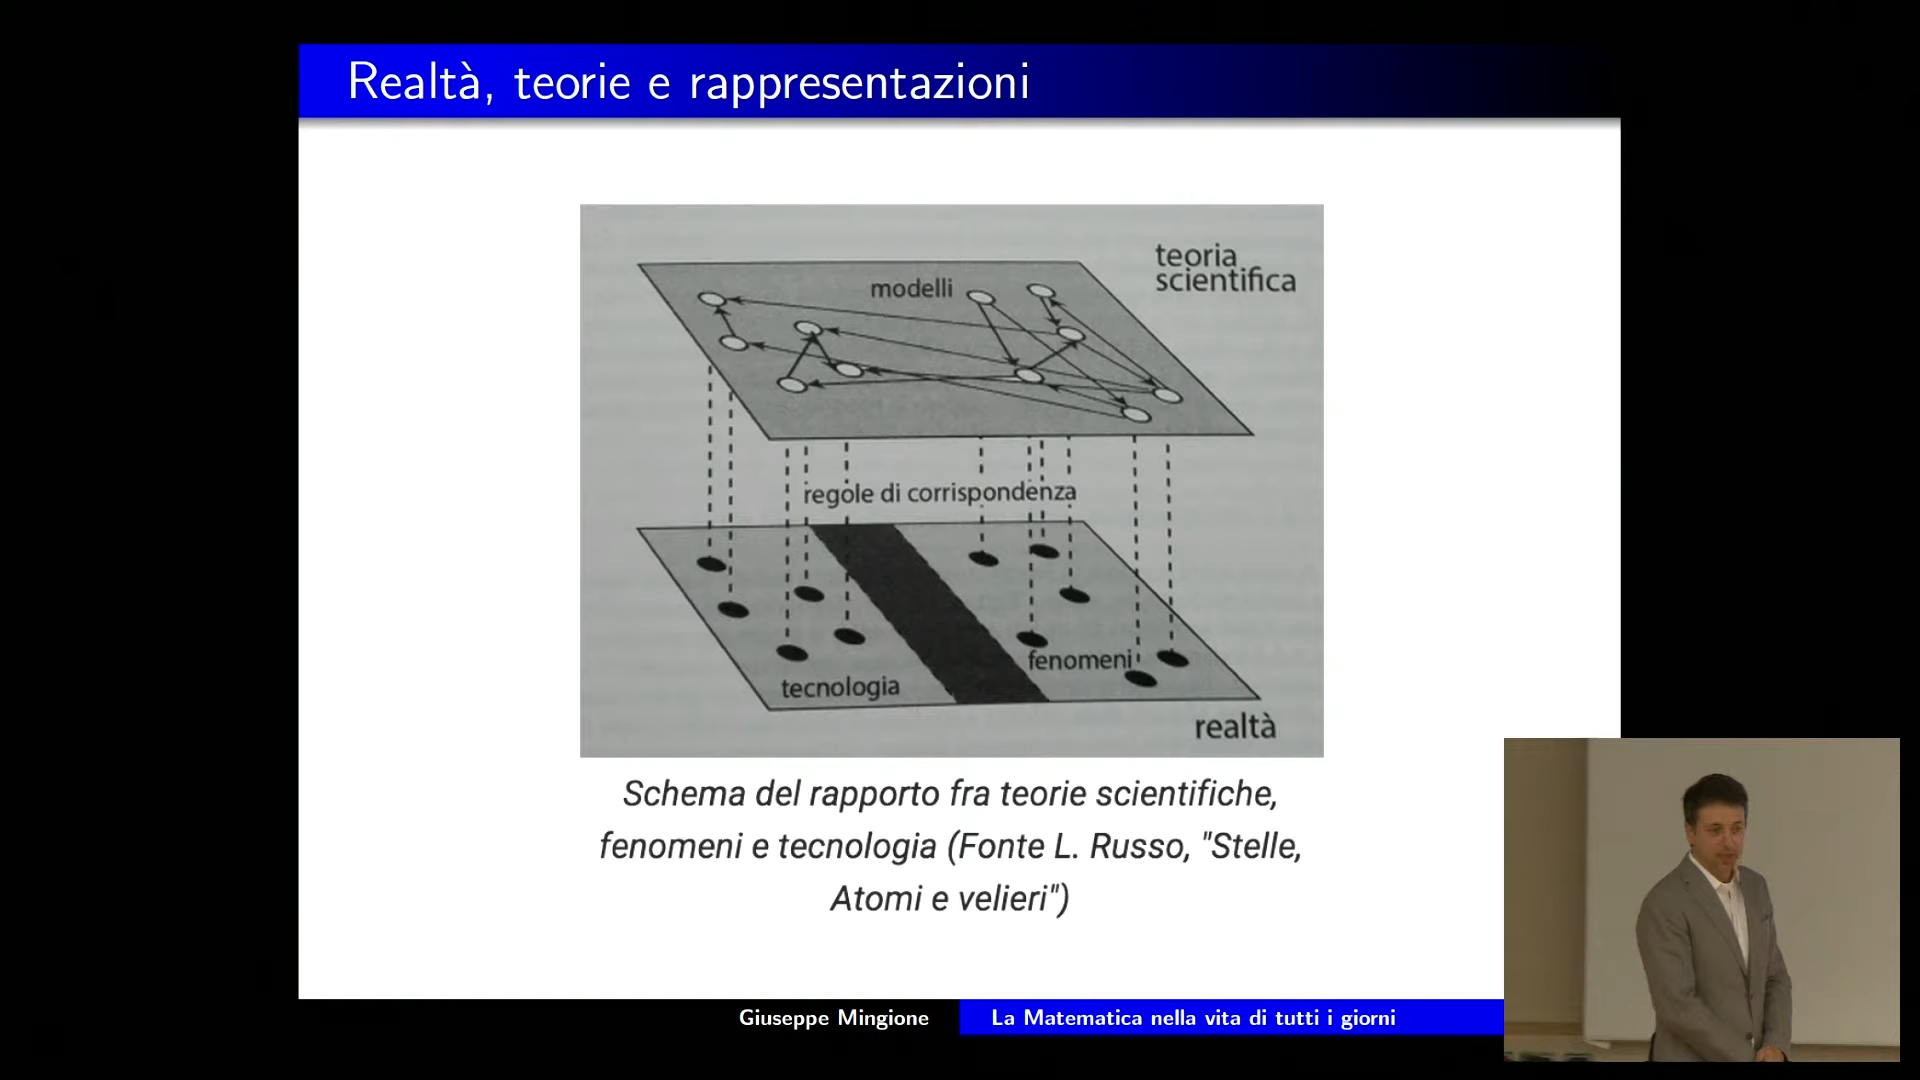 Realtà, teorie e rappresentazioni
teoria
scientifica
modelli
regole di corrispondenza
fenomeni
tecnologia
realtà
Schema del rapporto fra teorie scientifiche,
fenomeni e tecnologia (Fonte L. Russo, "Stelle,
Atomi e velieri")
Giuseppe Mingione
La Matematica nella vita di tutti i giorni